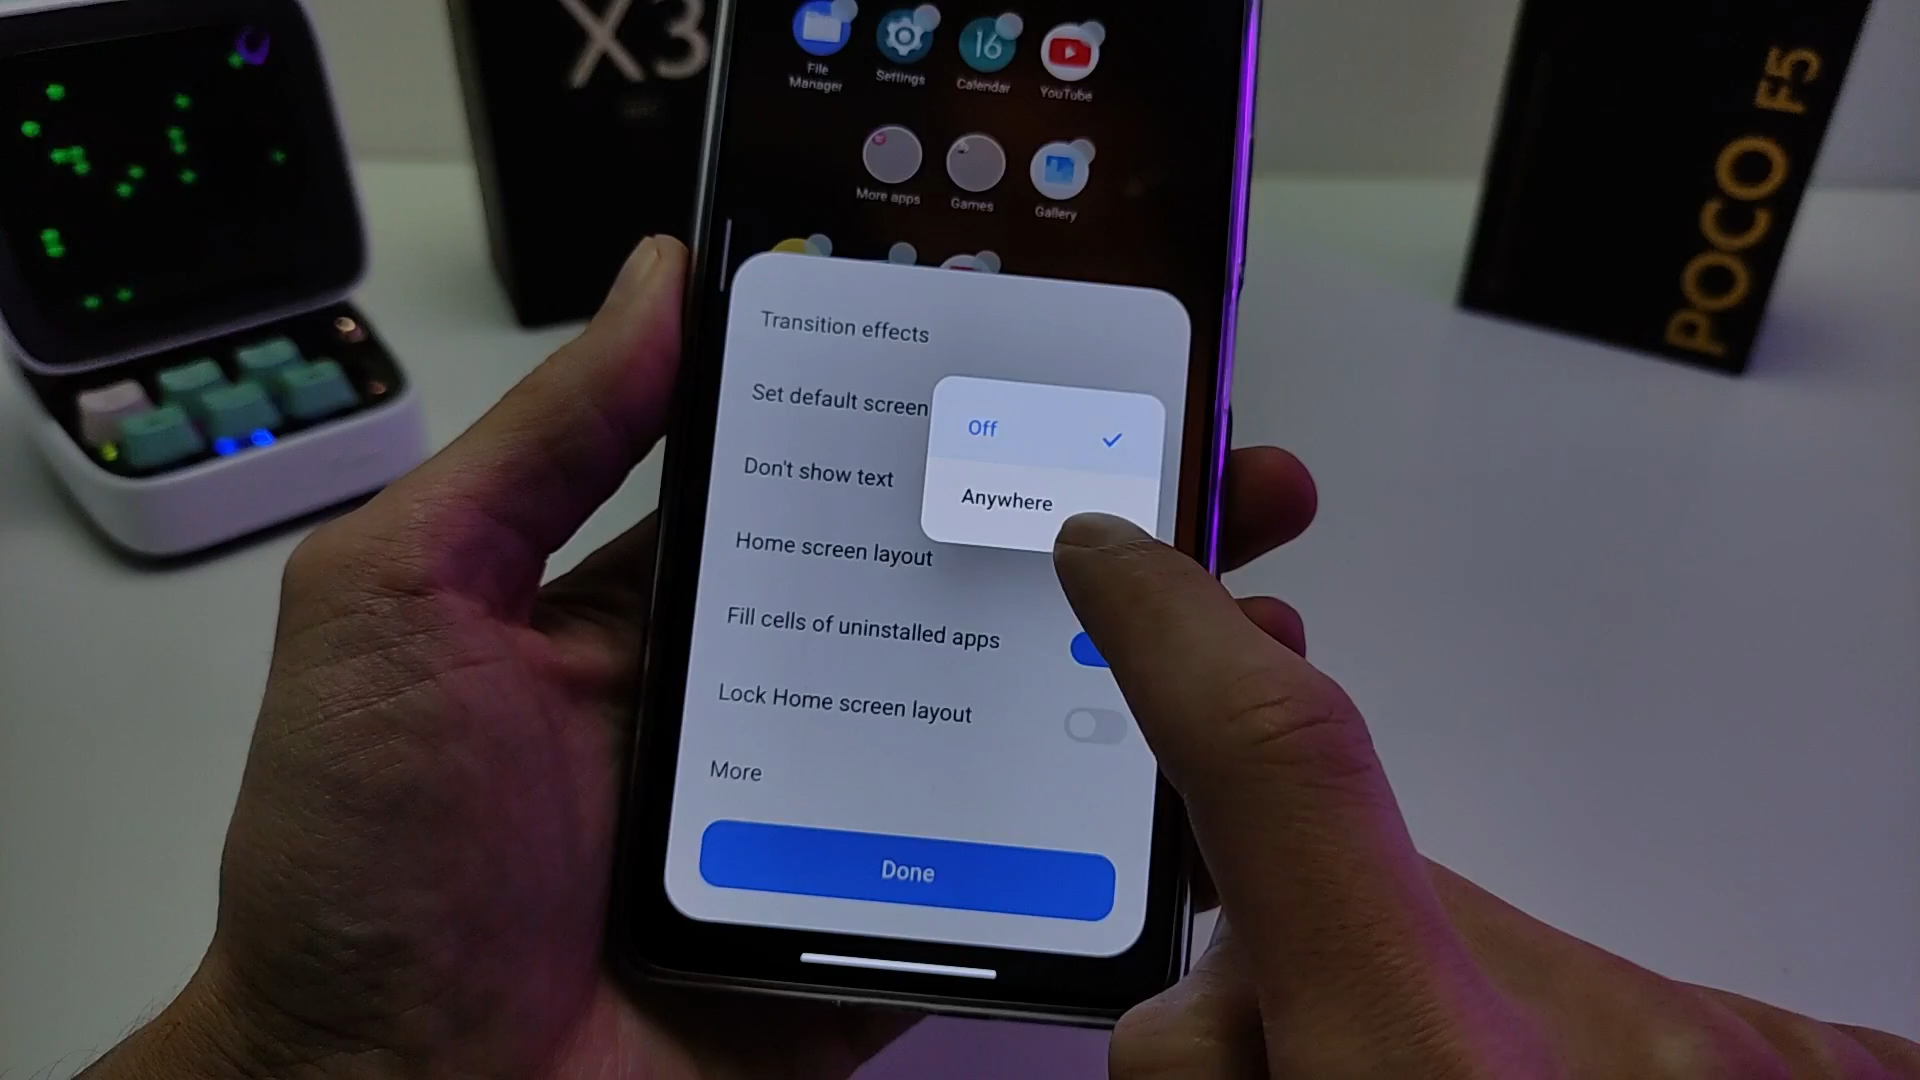 X3
File
Manager
Settings
16
Calendar
YouTube
More apps
Games
Gallery
POCO F5
Transition effects
Set default screen
Off
Don't show text
Anywhere
Home screen layout
Fill cells of uninstalled apps
Lock Home screen layout
More
Done